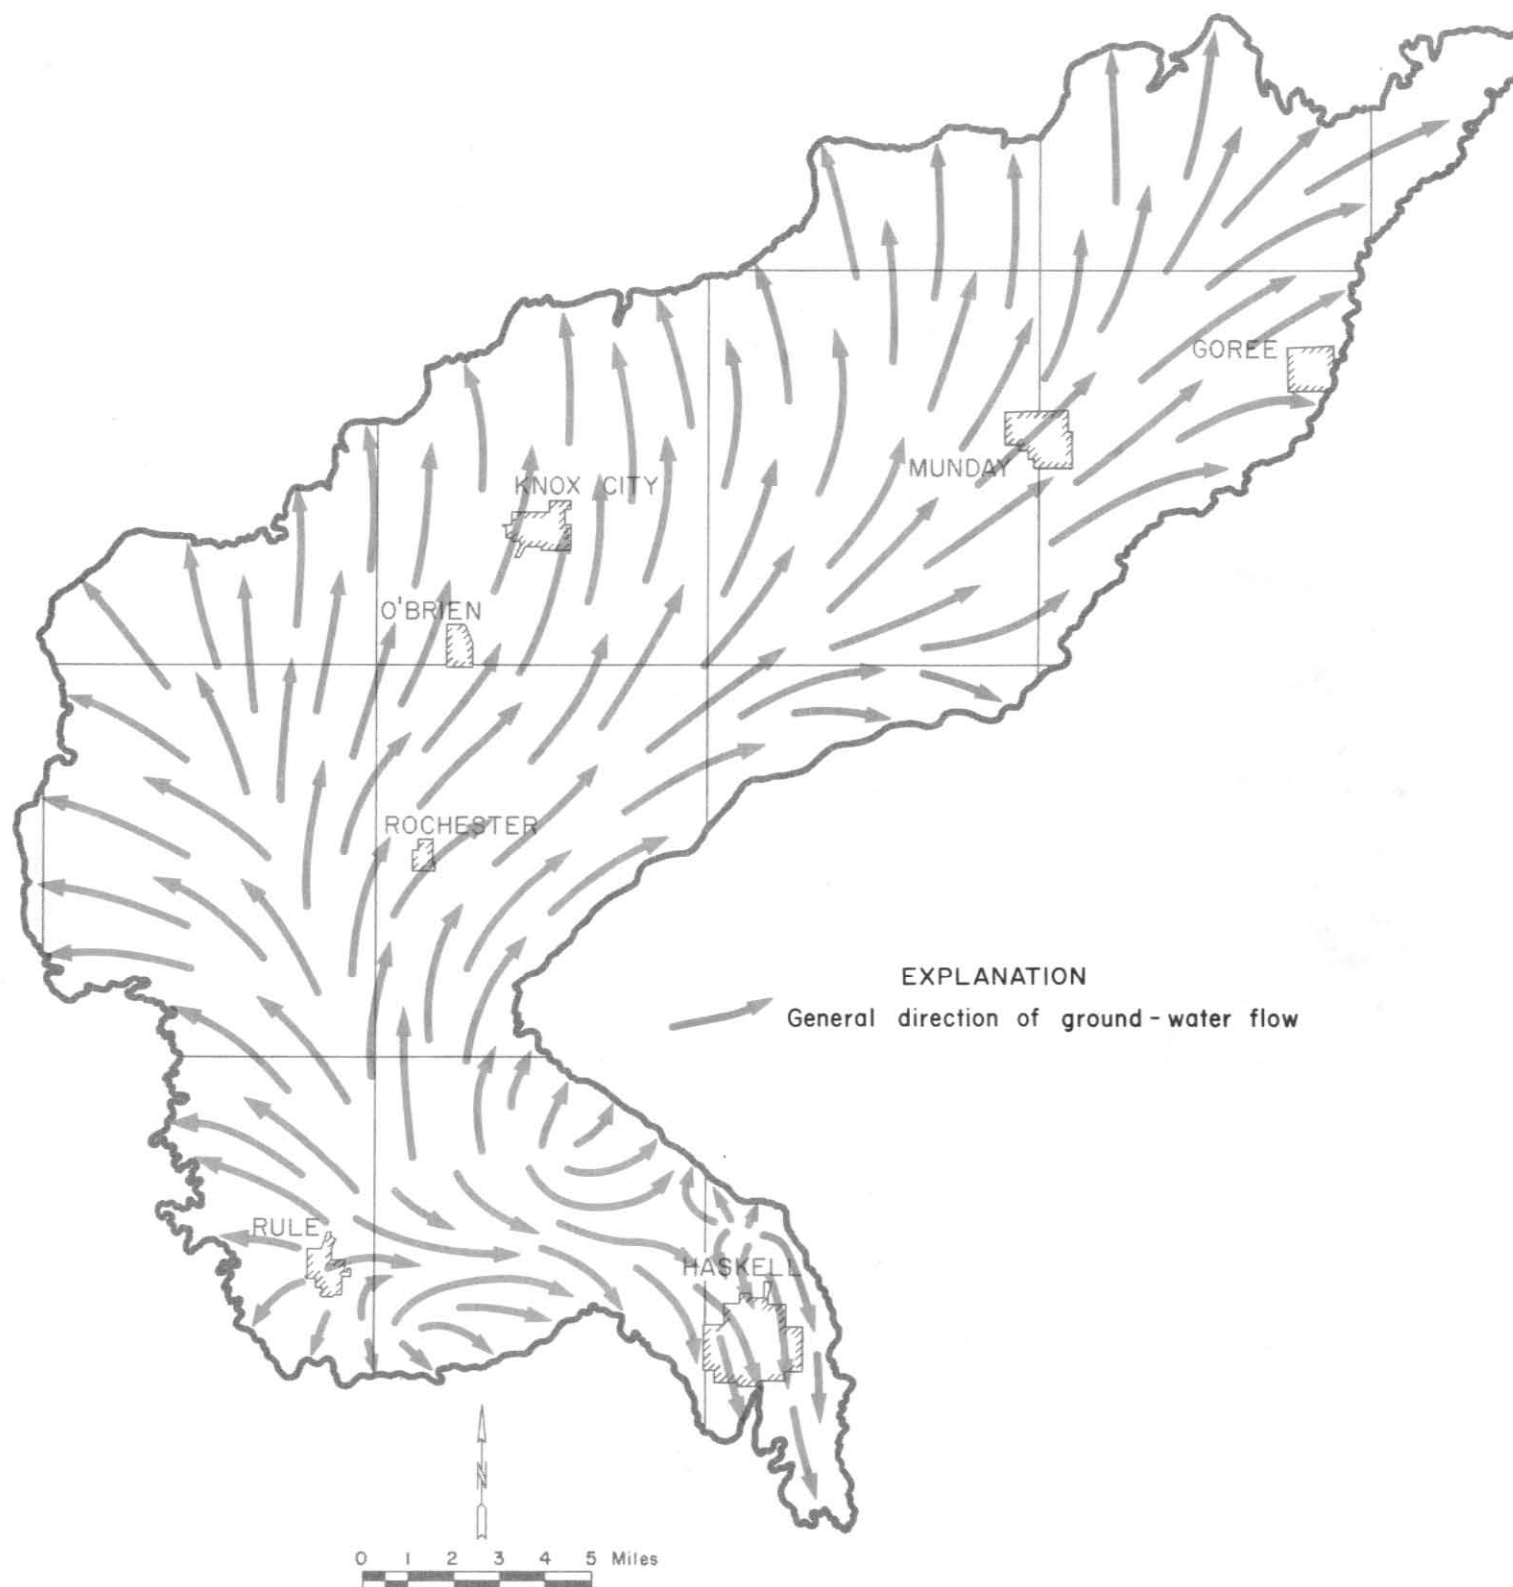 GOREE
MUNDAY
KNOX CITY
O'BRIEN
ROCHESTER
EXPLANATION
General direction of ground-water flow
RULE
HASKELL
N
0 1 2 3 4 5 Miles